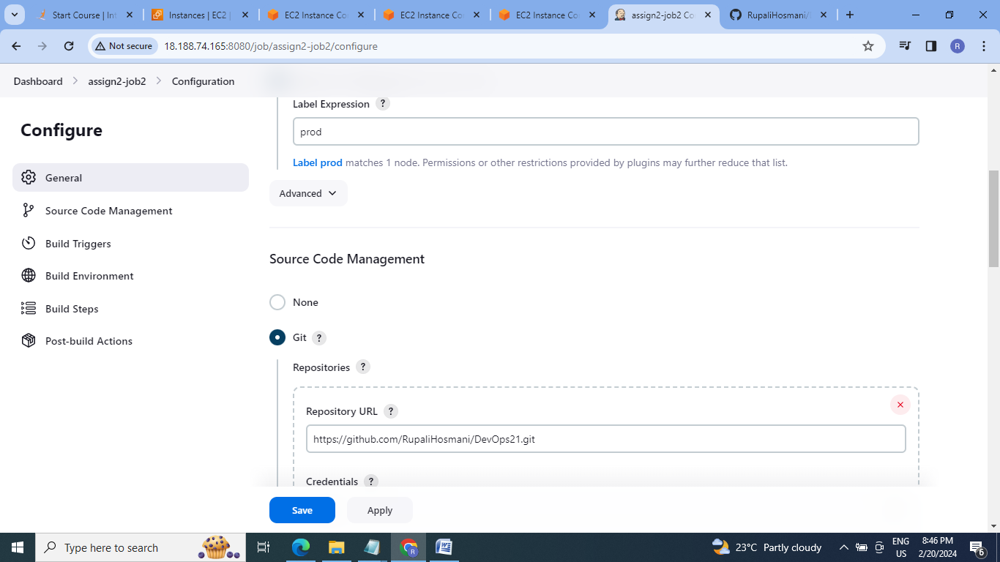 Start Course | Int
Instances | EC2 |
EC2 Instance Co
EC2 Instance Co
EC2 Instance Co
assign2-job2 Co
RupaliHosmani/
Not secure
18.188.74.165:8080/job/assign2-job2/configure
R
Dashboard
assign2-job2
Configuration
Configure
General
Source Code Management
Build Triggers
Build Environment
Build Steps
Post-build Actions
Label Expression ?
prod
Label prod matches 1 node. Permissions or other restrictions provided by plugins may further reduce that list.
Advanced
Source Code Management
None
Git ?
Repositories ?
Repository URL ?
https://github.com/RupaliHosmani/DevOps21.git
Credentials ?
Save
Apply
Type here to search
R
W
23°C Partly cloudy
ENG
US
8:46 PM
2/20/2024
6